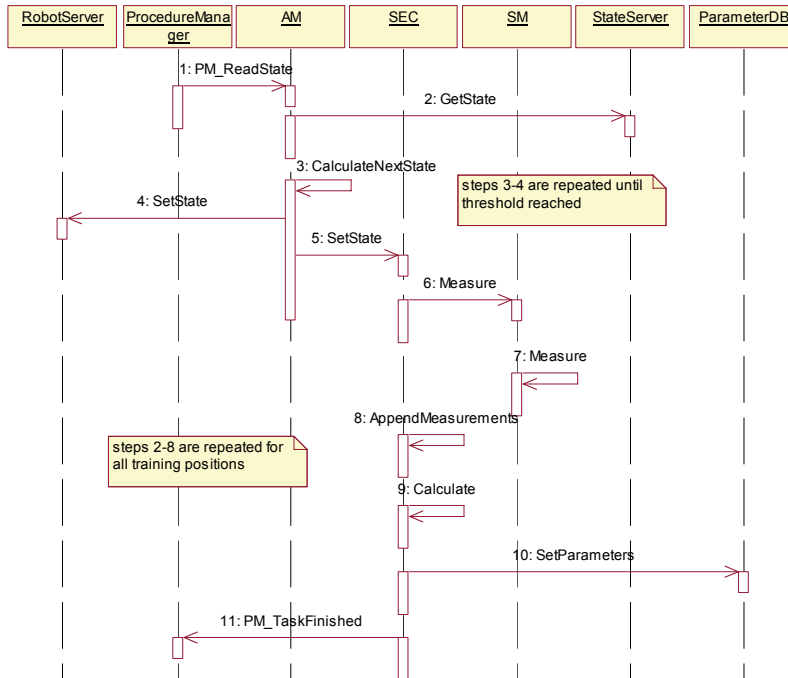 RobotServer
ProcedureMana
ger
AM
SEC
SM
StateServer
ParameterDB
1: PM_ReadState
2: GetState
3: CalculateNextState
steps 3-4 are repeated until
threshold reached
4: SetState
5: SetState
6: Measure
7: Measure
8: AppendMeasurements
steps 2-8 are repeated for
all training positions
9: Calculate
10: SetParameters
11: PM_TaskFinished